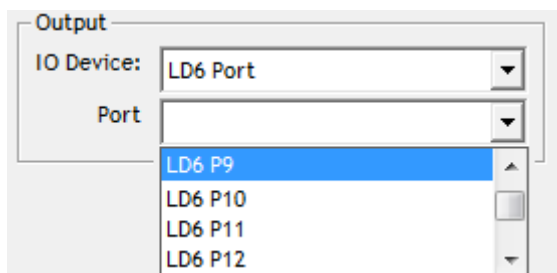 Output
IO Device: LD6 Port
Port
LD6 P9
LD6 P10
LD6 P11
LD6 P12